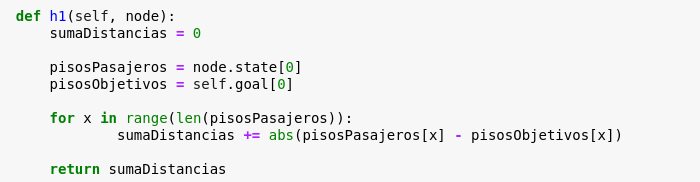 def h1(self, node):
    sumaDistancias = 0

    pisosPasajeros = node.state[0]
    pisosObjetivos = self.goal[0]

    for x in range(len(pisosPasajeros)):
            sumaDistancias += abs(pisosPasajeros[x] - pisosObjetivos[x])

    return sumaDistancias